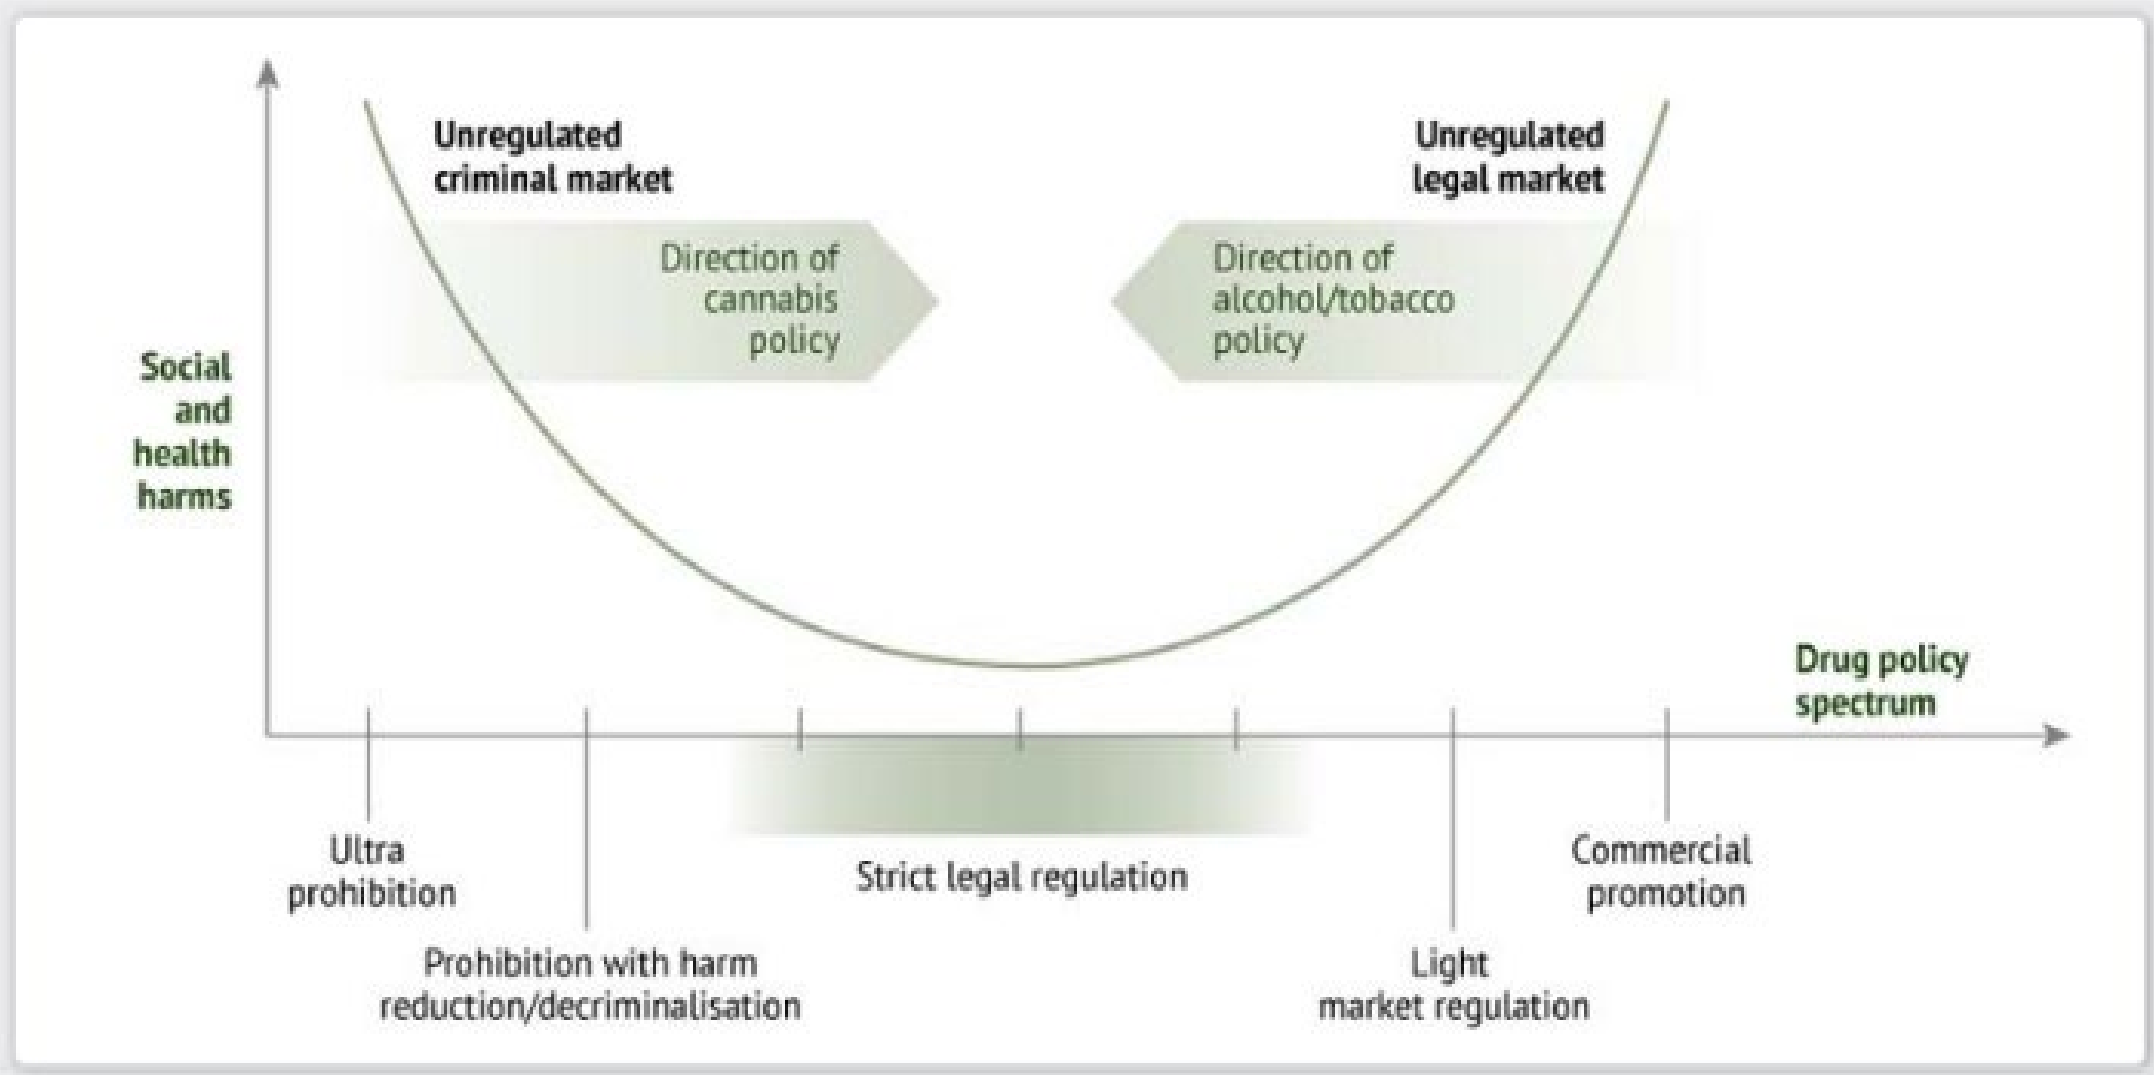 Unregulated
criminal market
Unregulated
legal market
Direction of
cannabis
policy
Direction of
alcohol/tobacco
policy
Social
and
health
harms
Drug policy
spectrum
Ultra
prohibition
Prohibition with harm
reduction/decriminalisation
Strict legal regulation
Light
market regulation
Commercial
promotion